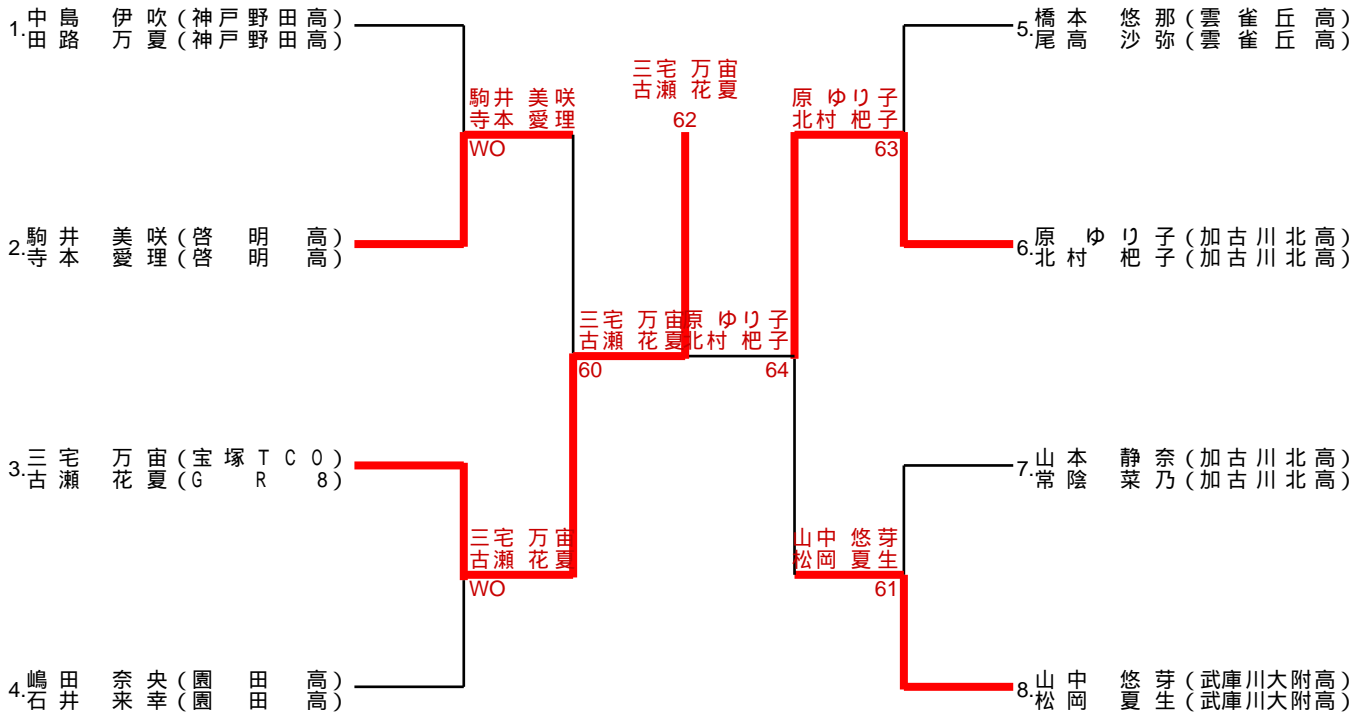 1.中島 伊吹(神戸野田高)
田路 万夏(神戸野田高)
2.駒井 美咲(啓明高)
寺本 愛理(啓明高)
3.三宅 万宙(宝塚TCO)
古瀬 花夏(GR8)
4.嶋田 奈央(園田高)
石井 来幸(園田高)
駒井 美咲
寺本 愛理
WO
三宅 万宙
古瀬 花夏
WO
三宅 万宙
古瀬 花夏
60
三宅 万宙
古瀬 花夏
62
原 ゆり子
北村 杷子
64
原 ゆり子
北村 杷子
63
山中 悠芽
松岡 夏生
61
5.橋本 悠那(雲雀丘高)
尾高 沙弥(雲雀丘高)
6.原 ゆり子(加古川北高)
北村 杷子(加古川北高)
7.山本 静奈(加古川北高)
常陰 菜乃(加古川北高)
8.山中 悠芽(武庫川大附高)
松岡 夏生(武庫川大附高)